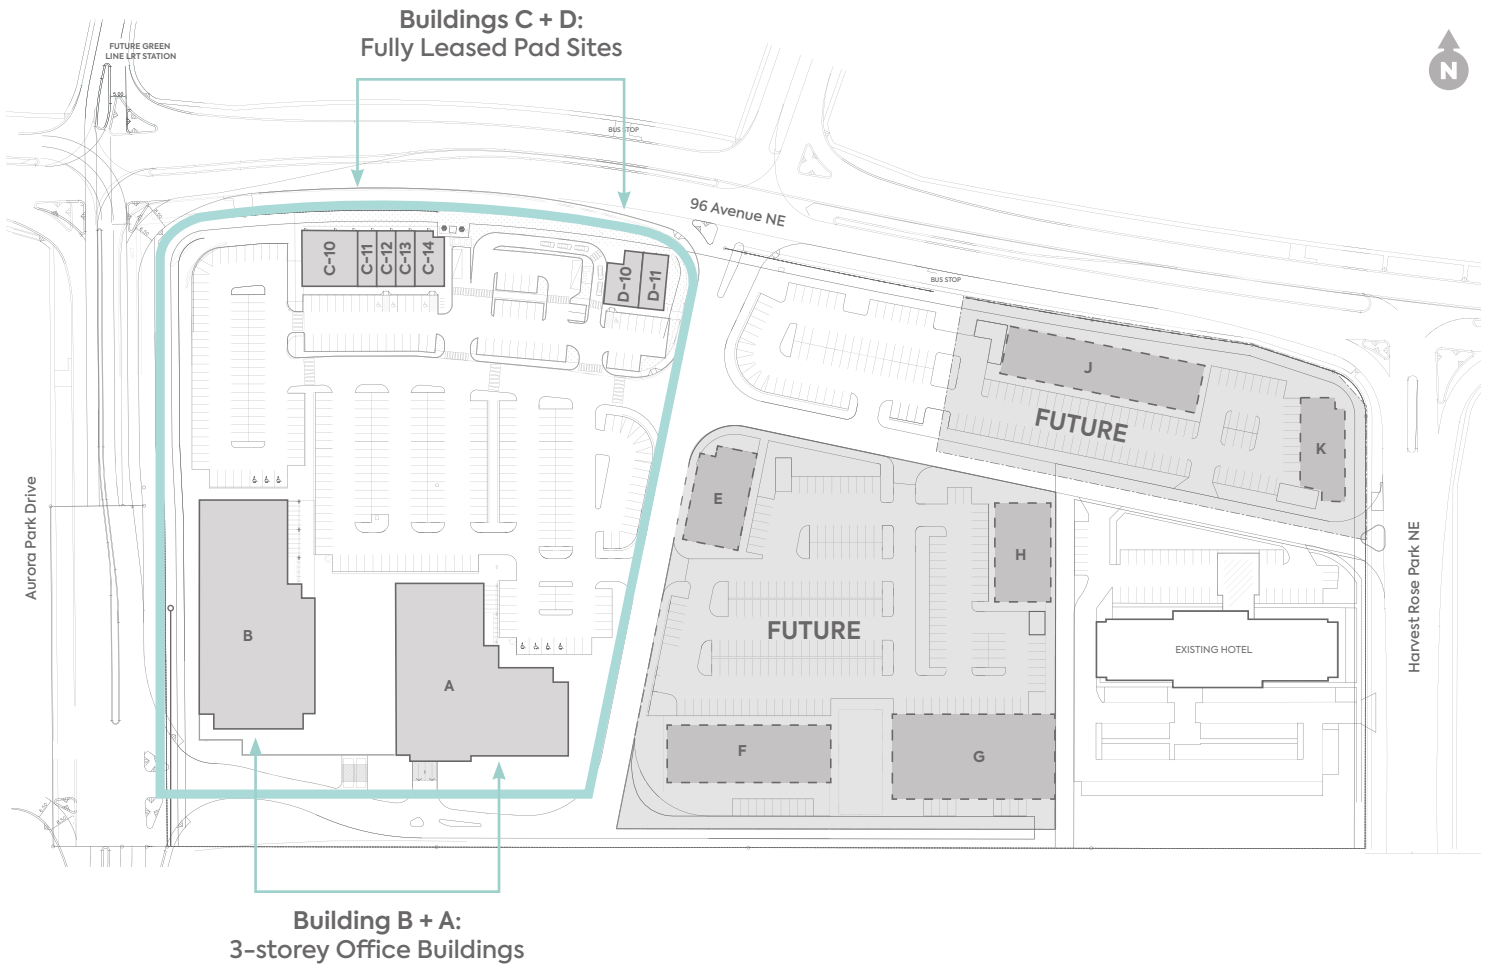 Buildings C + D:
Fully Leased Pad Sites
FUTURE GREEN
LINE LRT STATION
N
5.00
BUS STOP
96 Avenue NE
BUS STOP
C-10
C-11
C-12
C-13
C-14
D-10
D-11
J
FUTURE
K
E
H
FUTURE
Aurora Park Drive
Harvest Rose Park NE
B
A
EXISTING HOTEL
F
G
Building B + A:
3-storey Office Buildings